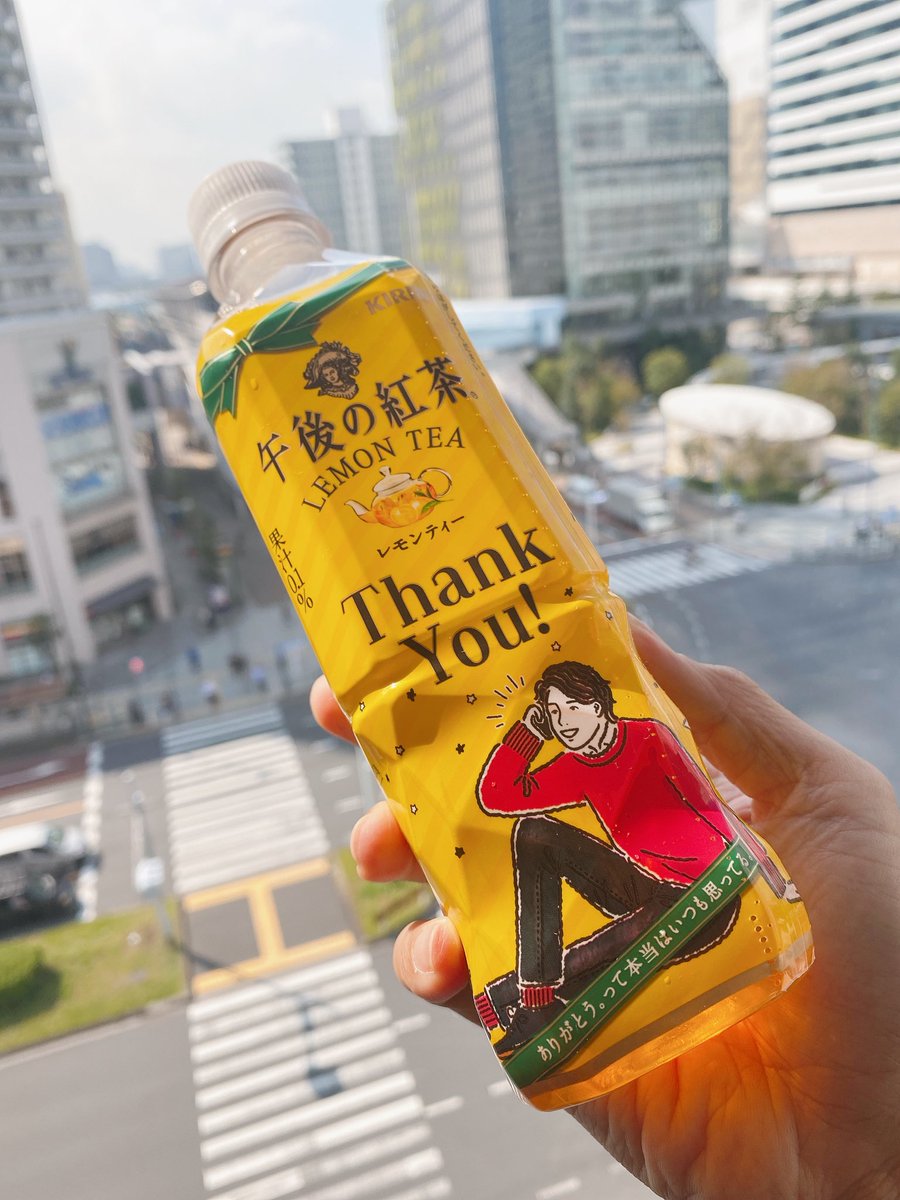 KIRIN
午後の紅茶
LEMON TEA
レモンティー
果汁0.1%
Thank
You!
ありがとう。って本当はいつも思ってる